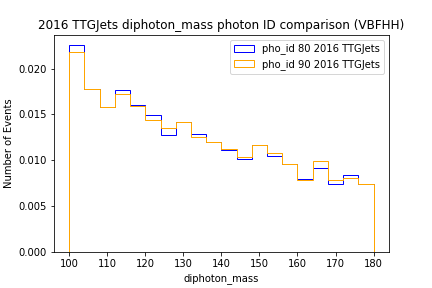 2016 TTGJets diphoton_mass photon ID comparison (VBFHH)
pho_id 80 2016 TTGJets
pho_id 90 2016 TTGJets
Number of Events
0.020
0.015
0.010
0.005
0.000
100 110 120 130 140 150 160 170 180
diphoton_mass